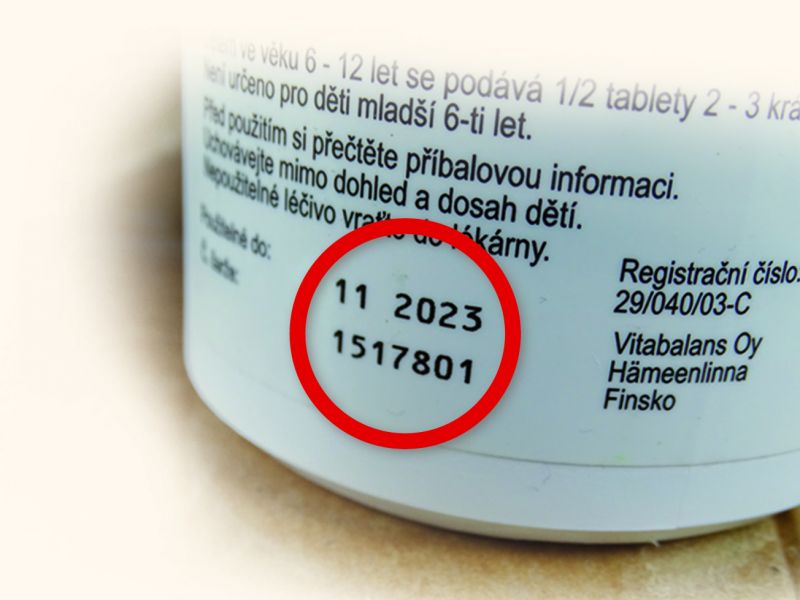 ve věku 6 - 12 let se podává 1/2 tablety 2 - 3 krá
Není určeno pro děti mladší 6-ti let.
Před použitím si přečtěte příbalovou informaci.
Uchovávejte mimo dohled a dosah dětí.
Nepoužitelné léčivo vraťte do lékárny.
Použitelné do:
Č. šarže:
11 2023
1517801
Registrační číslo:
29/040/03-C
Vitabalans Oy
Hämeenlinna
Finsko